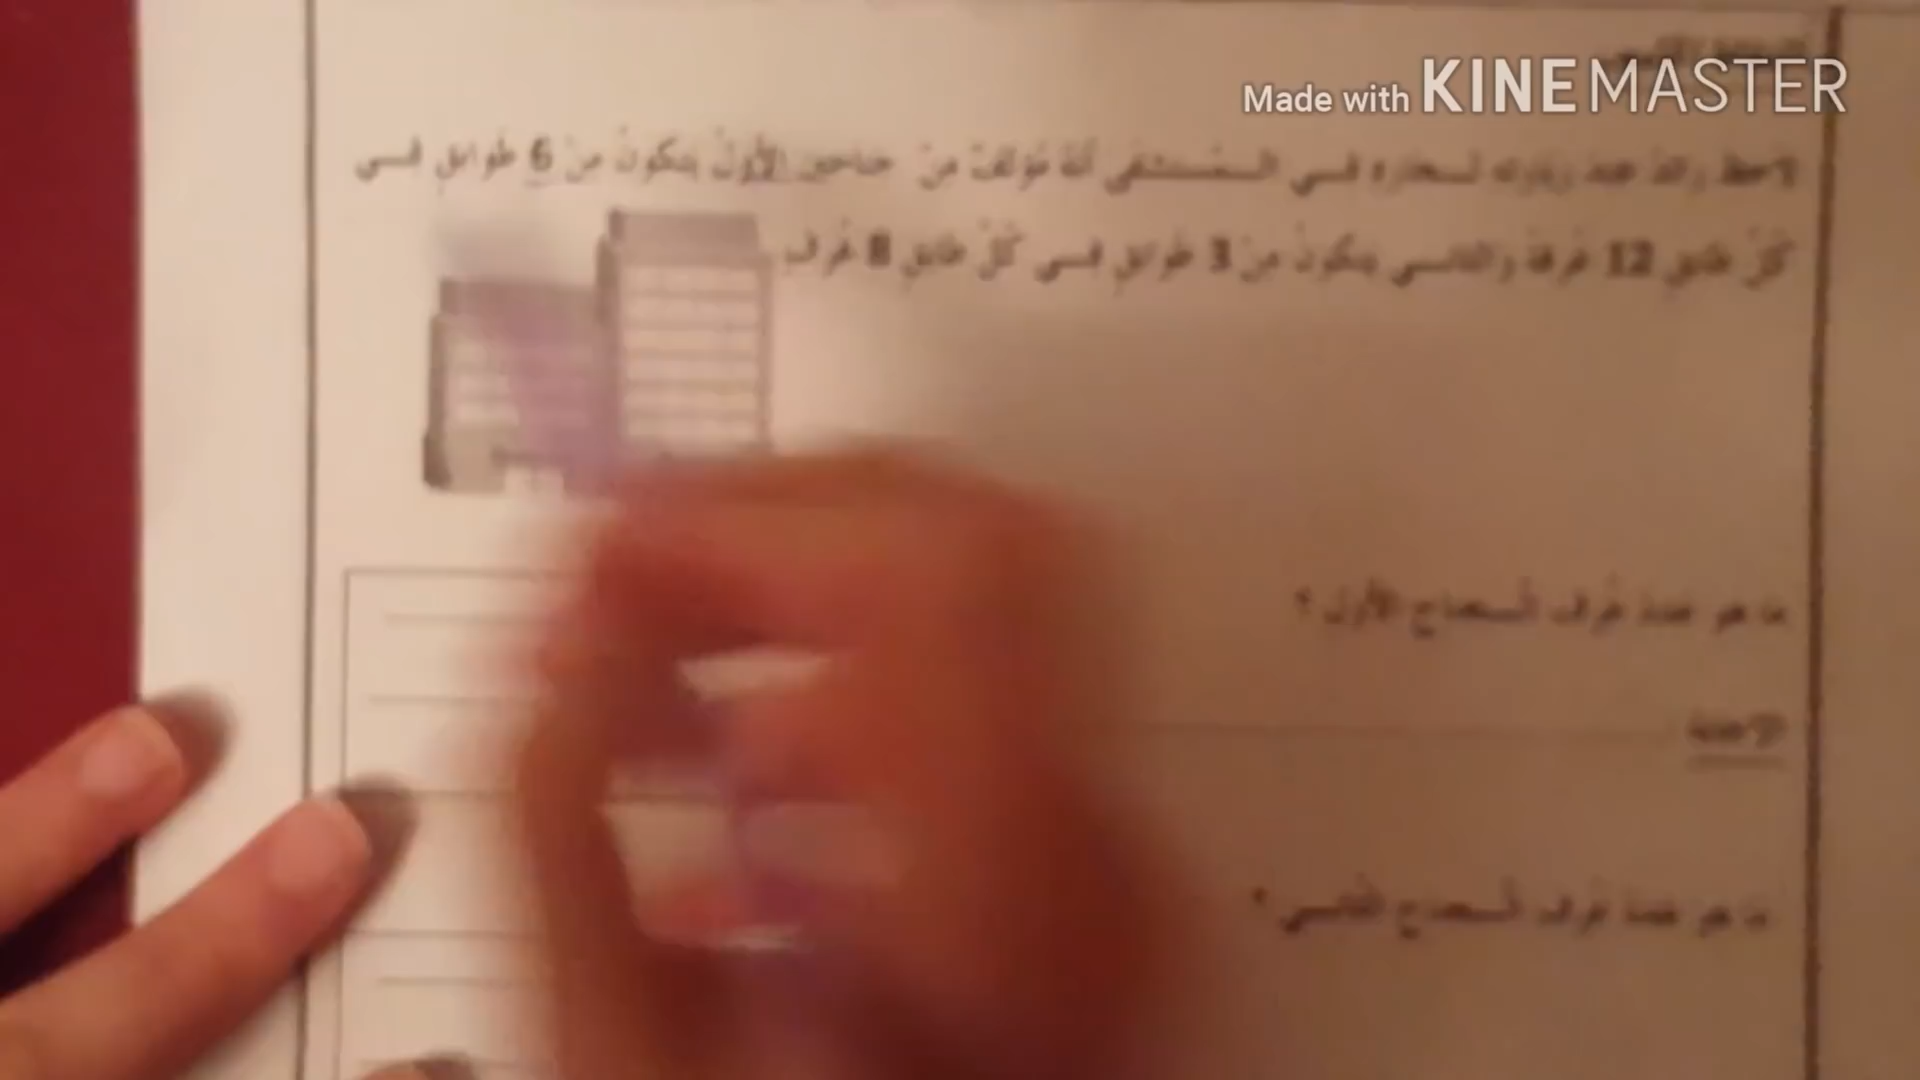 Made with KINEMASTER
لاحظ رائد عند زيارته لجاره في المستشفى أنه مؤلف من جناحين الأول يتكون من 6 طوابق في
كل طابق 12 غرفة والثاني يتكون من 3 طوابق في كل طابق 8 غرف
ما هو عدد غرف الجناح الأول ؟
الإجابة
ما هو عدد غرف الجناح الثاني ؟